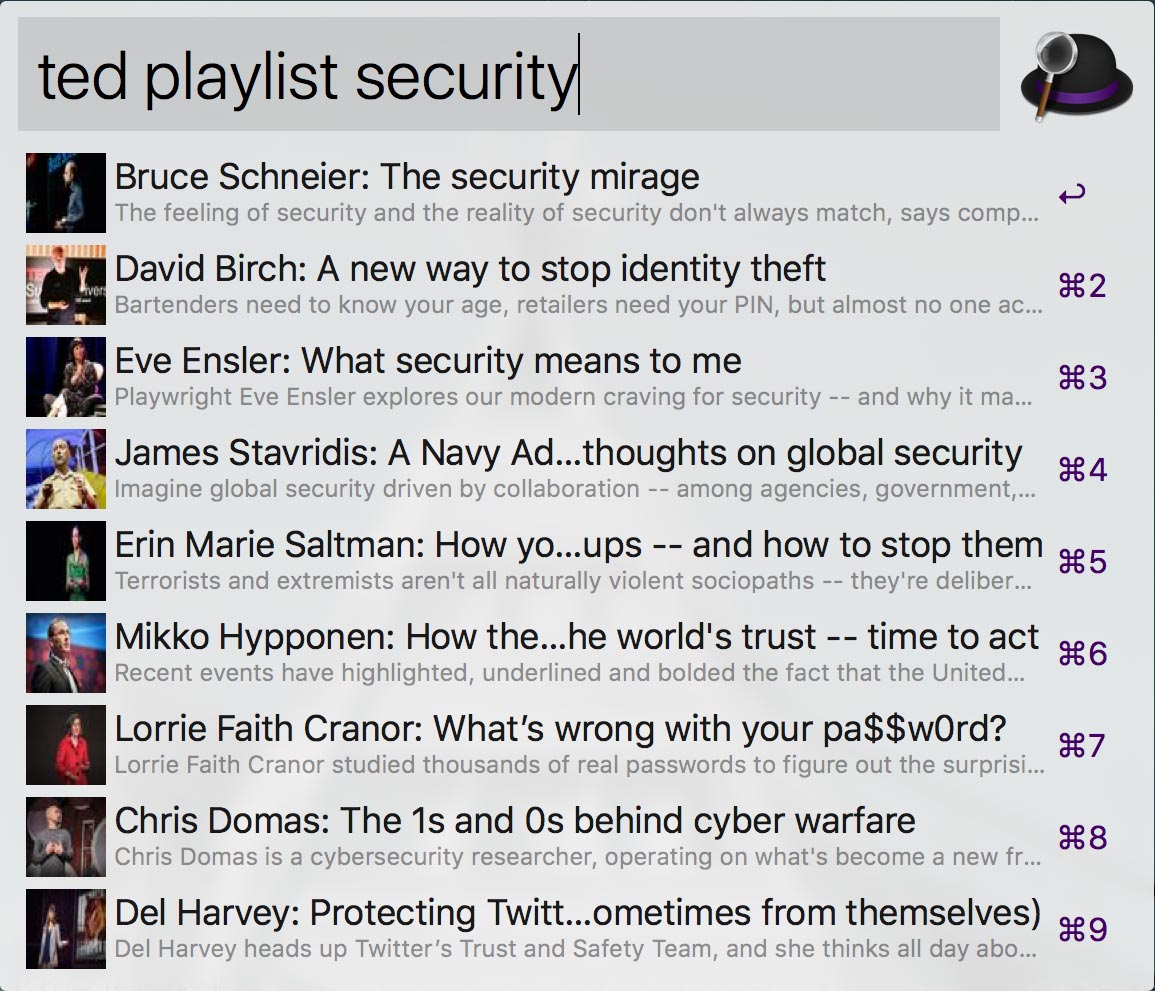 ted playlist security
Bruce Schneier: The security mirage
The feeling of security and the reality of security don't always match, says comp...
↩
David Birch: A new way to stop identity theft
Bartenders need to know your age, retailers need your PIN, but almost no one ac...
⌘2
Eve Ensler: What security means to me
Playwright Eve Ensler explores our modern craving for security -- and why it ma...
⌘3
James Stavridis: A Navy Ad...thoughts on global security
Imagine global security driven by collaboration -- among agencies, government,...
⌘4
Erin Marie Saltman: How yo...ups -- and how to stop them
Terrorists and extremists aren't all naturally violent sociopaths -- they're deliber...
⌘5
Mikko Hypponen: How the...he world's trust -- time to act
Recent events have highlighted, underlined and bolded the fact that the United...
⌘6
Lorrie Faith Cranor: What’s wrong with your pa$$w0rd?
Lorrie Faith Cranor studied thousands of real passwords to figure out the surprisi...
⌘7
Chris Domas: The 1s and 0s behind cyber warfare
Chris Domas is a cybersecurity researcher, operating on what's become a new fr...
⌘8
Del Harvey: Protecting Twitt...ometimes from themselves)
Del Harvey heads up Twitter’s Trust and Safety Team, and she thinks all day abo...
⌘9